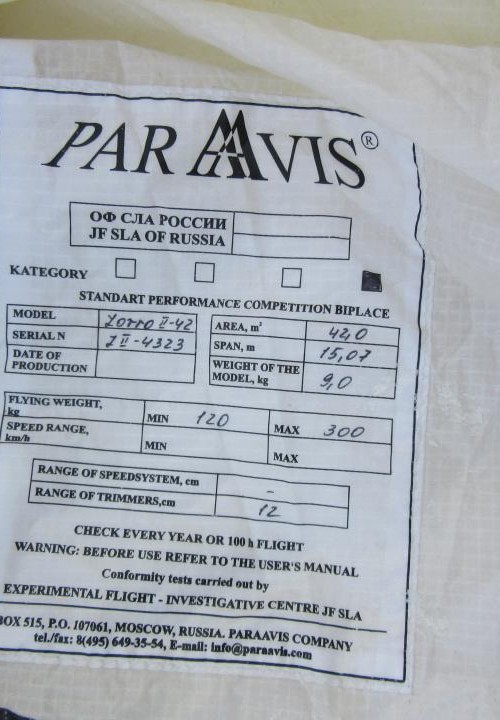 PARAAVIS®
ОФ СЛА РОССИИ
JF SLA OF RUSSIA
KATEGORY
STANDART PERFORMANCE COMPETITION BIPLACE
MODEL Zorro II-42
SERIAL N ZII-4323
DATE OF PRODUCTION
AREA, m² 42,0
SPAN, m 15,07
WEIGHT OF THE MODEL, kg 9,0
FLYING WEIGHT, kg MIN 120 MAX 300
SPEED RANGE, km/h MIN MAX
RANGE OF SPEEDSYSTEM, cm -
RANGE OF TRIMMERS,cm 12
CHECK EVERY YEAR OR 100 h FLIGHT
WARNING: BEFORE USE REFER TO THE USER'S MANUAL
Conformity tests carried out by
EXPERIMENTAL FLIGHT - INVESTIGATIVE CENTRE JF SLA
BOX 515, P.O. 107061, MOSCOW, RUSSIA. PARAAVIS COMPANY
tel./fax: 8(495) 649-35-54, E-mail: info@paraavis.com